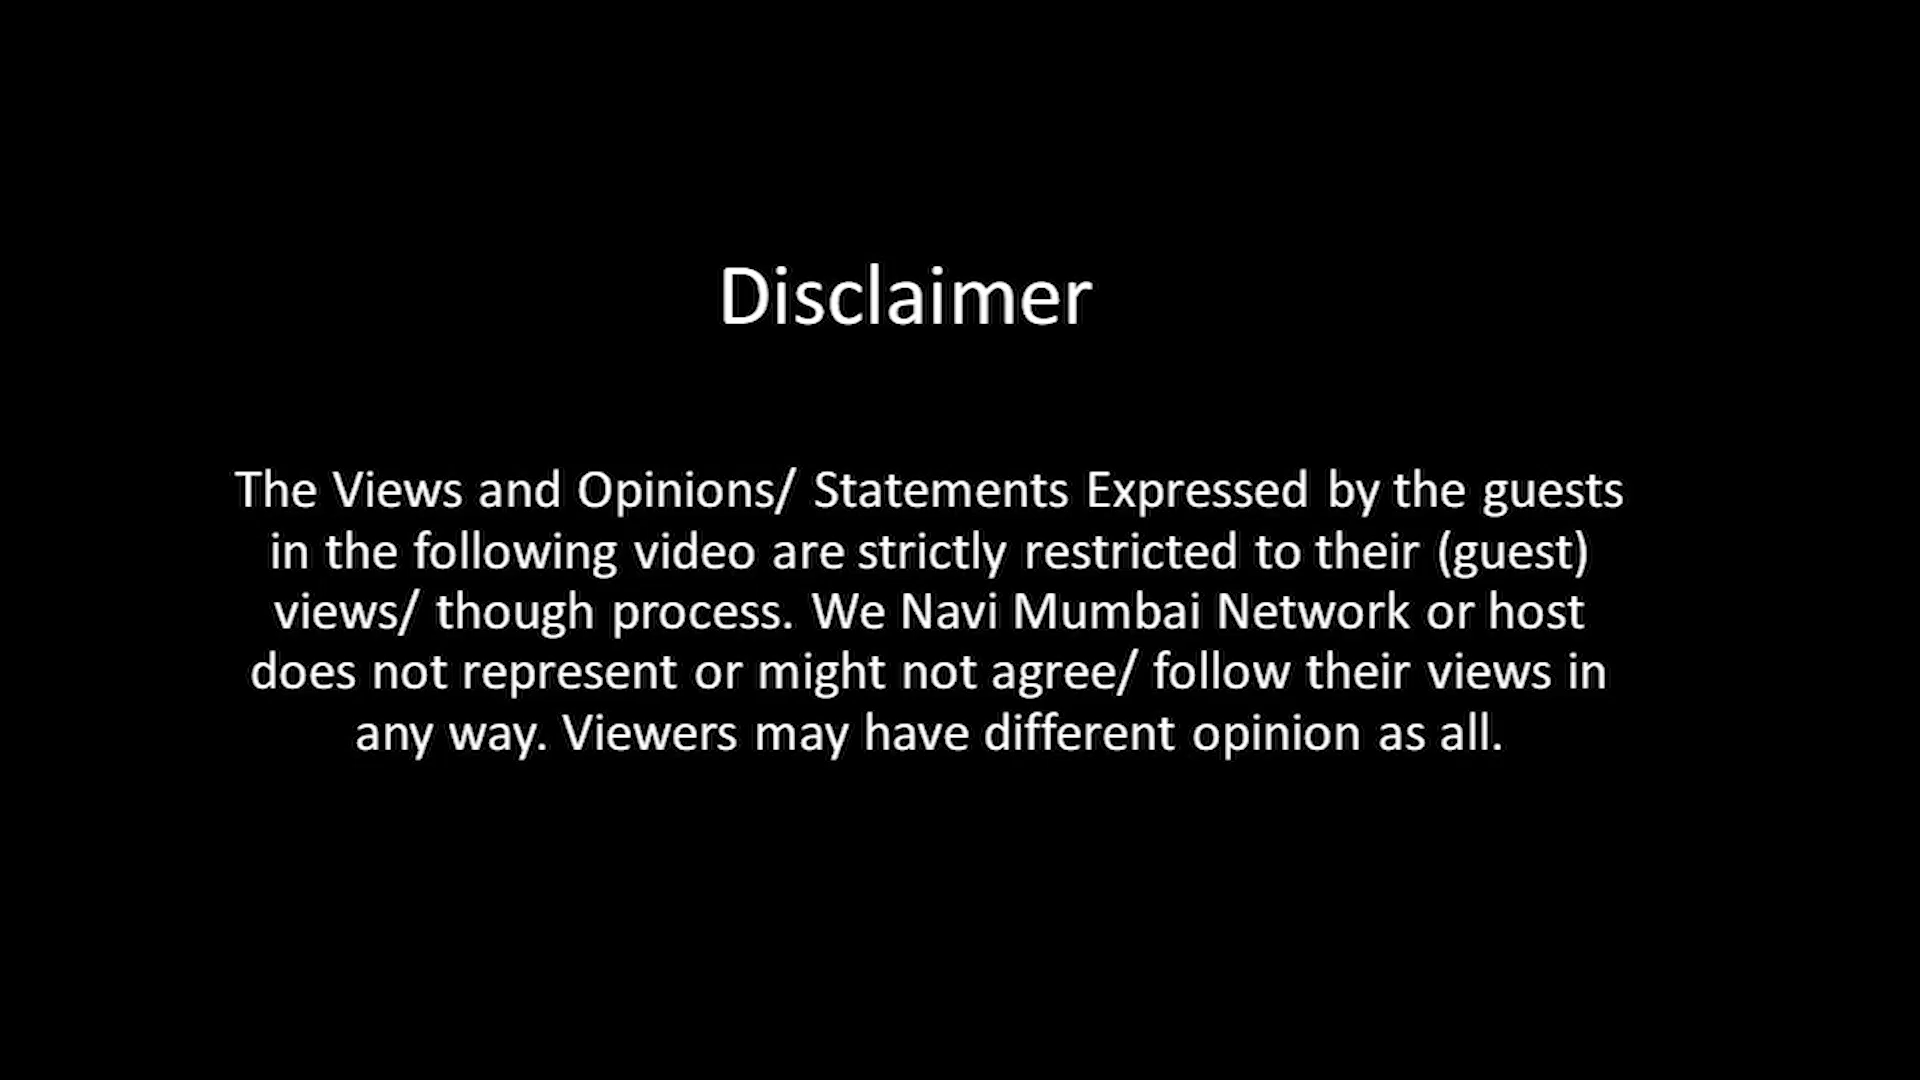 Disclaimer
The Views and Opinions/ Statements Expressed by the guests
in the following video are strictly restricted to their (guest)
views/ though process. We Navi Mumbai Network or host
does not represent or might not agree/ follow their views in
any way. Viewers may have different opinion as all.